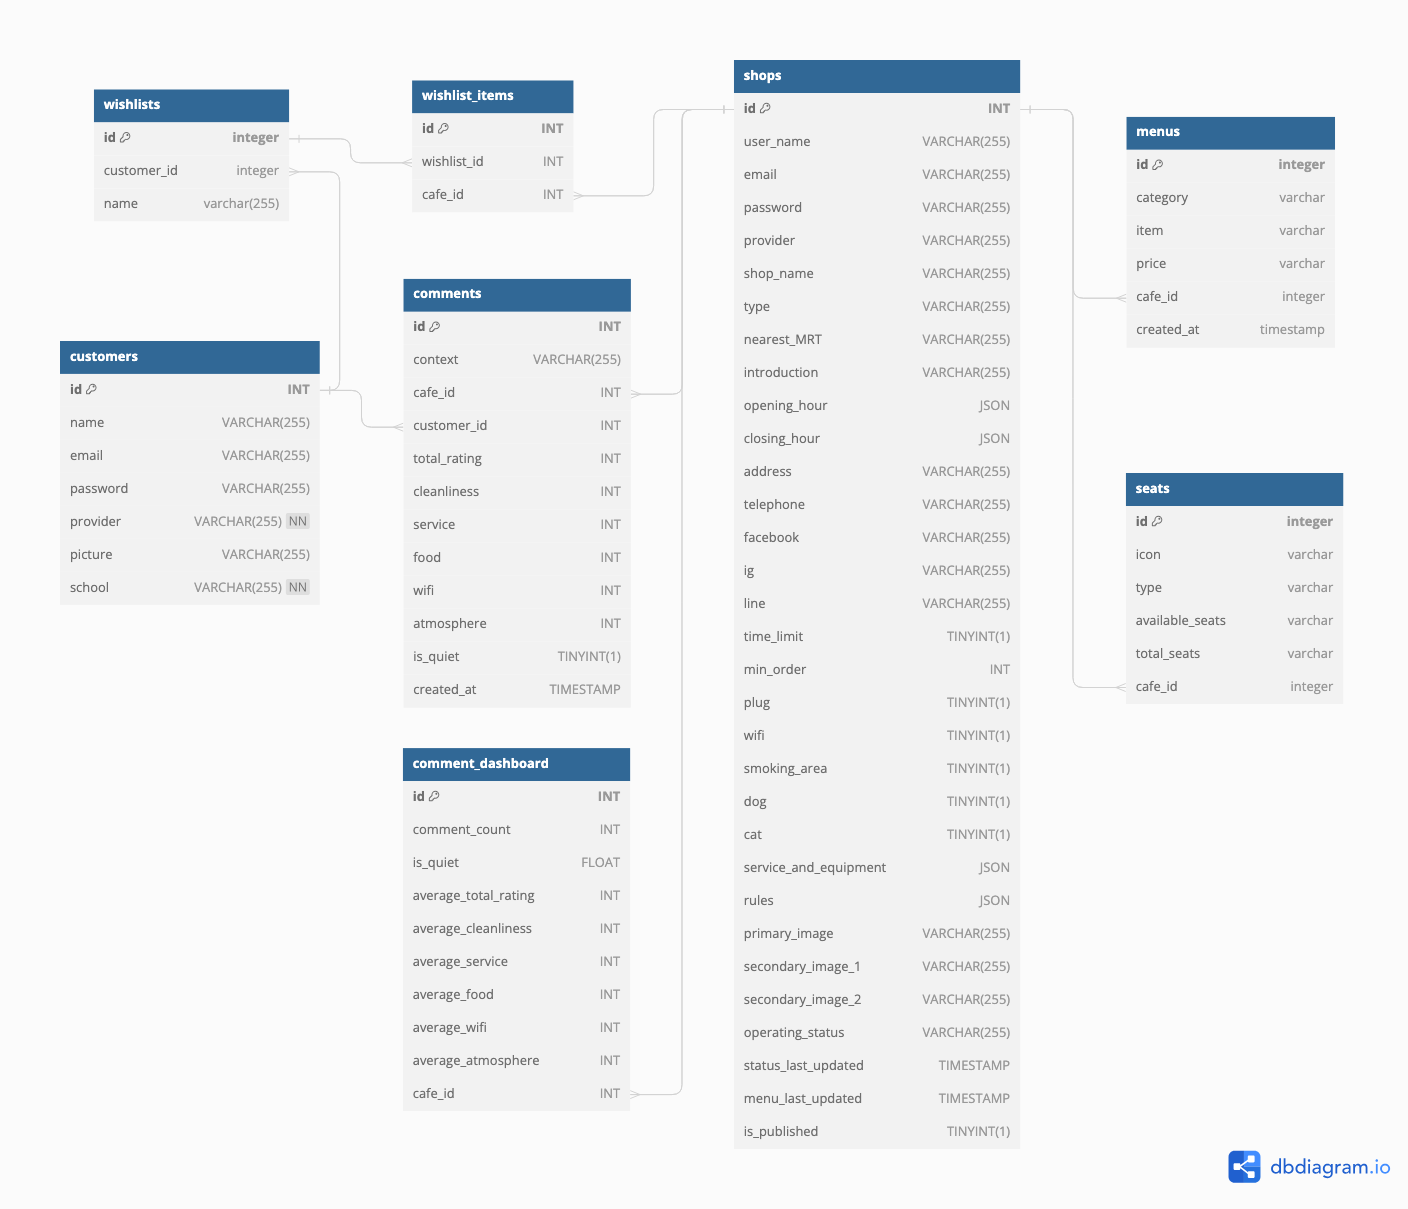 wishlists
id integer
customer_id integer
name varchar(255)
wishlist_items
id INT
wishlist_id INT
cafe_id INT
customers
id INT
name VARCHAR(255)
email VARCHAR(255)
password VARCHAR(255)
provider VARCHAR(255) NN
picture VARCHAR(255)
school VARCHAR(255) NN
comments
id INT
context VARCHAR(255)
cafe_id INT
customer_id INT
total_rating INT
cleanliness INT
service INT
food INT
wifi INT
atmosphere INT
is_quiet TINYINT(1)
created_at TIMESTAMP
comment_dashboard
id INT
comment_count INT
is_quiet FLOAT
average_total_rating INT
average_cleanliness INT
average_service INT
average_food INT
average_wifi INT
average_atmosphere INT
cafe_id INT
shops
id INT
user_name VARCHAR(255)
email VARCHAR(255)
password VARCHAR(255)
provider VARCHAR(255)
shop_name VARCHAR(255)
type VARCHAR(255)
nearest_MRT VARCHAR(255)
introduction VARCHAR(255)
opening_hour JSON
closing_hour JSON
address VARCHAR(255)
telephone VARCHAR(255)
facebook VARCHAR(255)
ig VARCHAR(255)
line VARCHAR(255)
time_limit TINYINT(1)
min_order INT
plug TINYINT(1)
wifi TINYINT(1)
smoking_area TINYINT(1)
dog TINYINT(1)
cat TINYINT(1)
service_and_equipment JSON
rules JSON
primary_image VARCHAR(255)
secondary_image_1 VARCHAR(255)
secondary_image_2 VARCHAR(255)
operating_status VARCHAR(255)
status_last_updated TIMESTAMP
menu_last_updated TIMESTAMP
is_published TINYINT(1)
menus
id integer
category varchar
item varchar
price varchar
cafe_id integer
created_at timestamp
seats
id integer
icon varchar
type varchar
available_seats varchar
total_seats varchar
cafe_id integer
dbdiagram.io